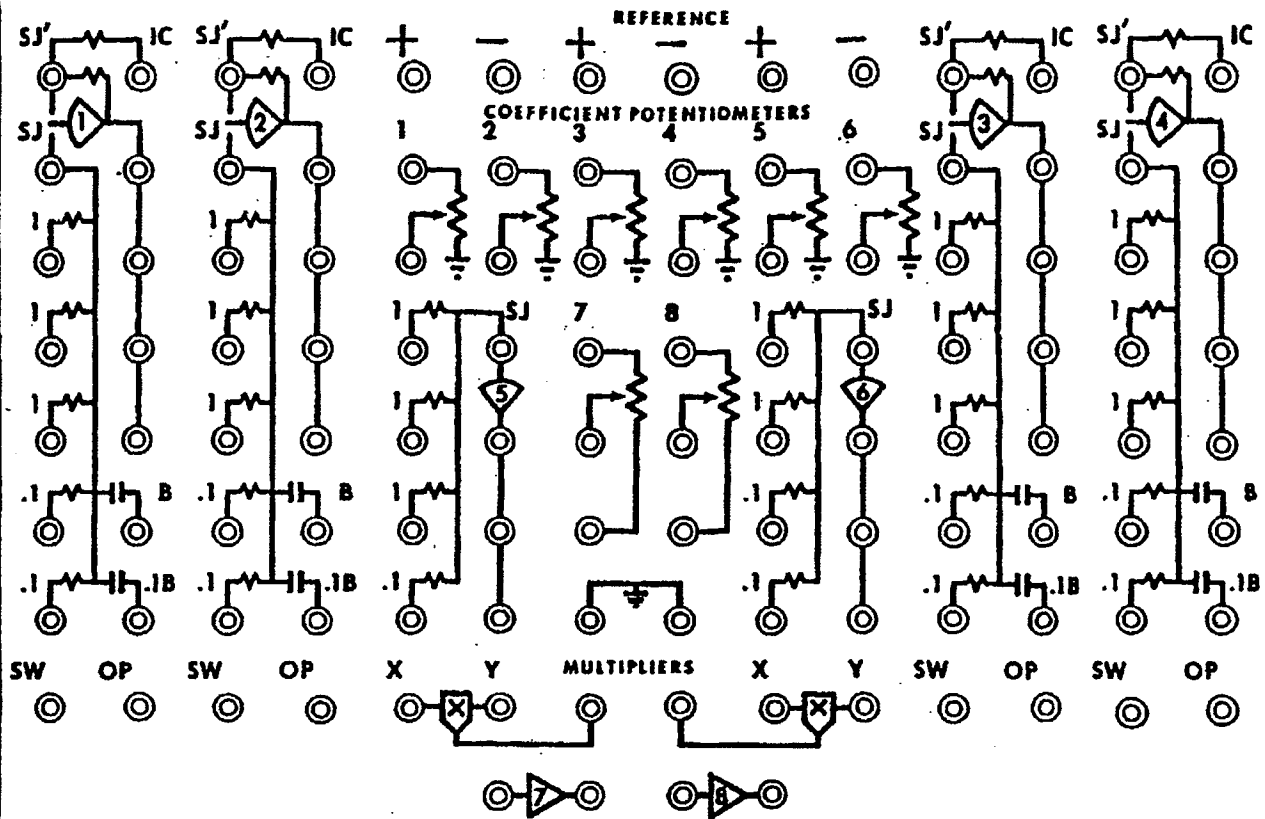 REFERENCE
SJ' IC SJ' IC + − + − + − SJ' IC SJ' IC
COEFFICIENT POTENTIOMETERS
SJ 1 SJ 2 1 2 3 4 5 6 SJ 3 SJ 4
1 1 1 1
1 1 1 SJ 7 8 1 SJ 1 1
5 6
1 1 1 1 1 1
.1 B .1 B 1 .1 .1 B .1 B
.1 .1B .1 .1B .1 .1 .1 .1B .1 .1B
SW OP SW OP X Y MULTIPLIERS X Y SW OP SW OP
X X
7 8